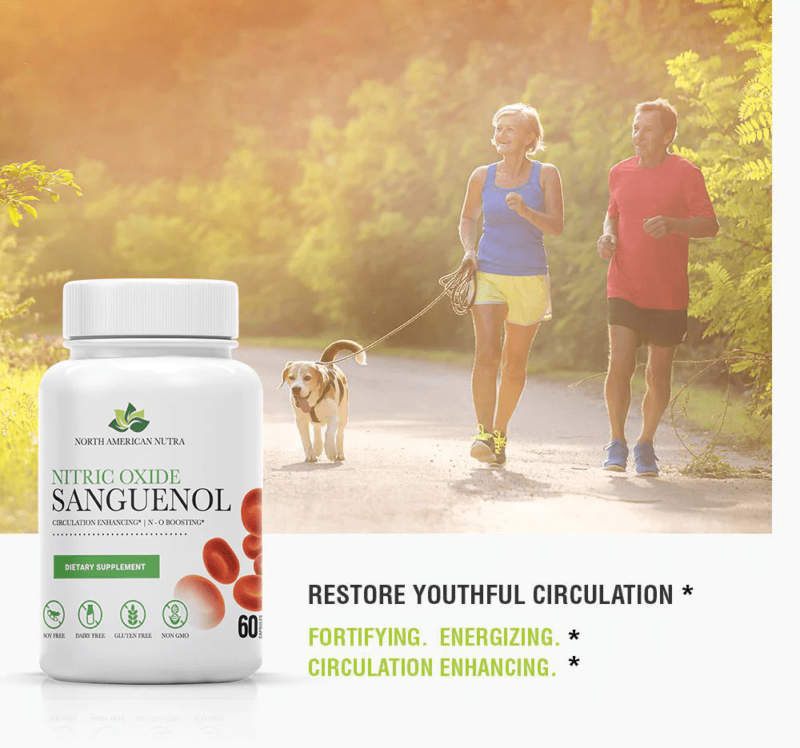 NORTH AMERICAN NUTRA
NITRIC OXIDE
SANGUENOL
CIRCULATION ENHANCING* | N - O BOOSTING*
DIETARY SUPPLEMENT
SOY FREE DAIRY FREE GLUTEN FREE NON GMO
60 CAPSULES
RESTORE YOUTHFUL CIRCULATION *
FORTIFYING. ENERGIZING. *
CIRCULATION ENHANCING. *